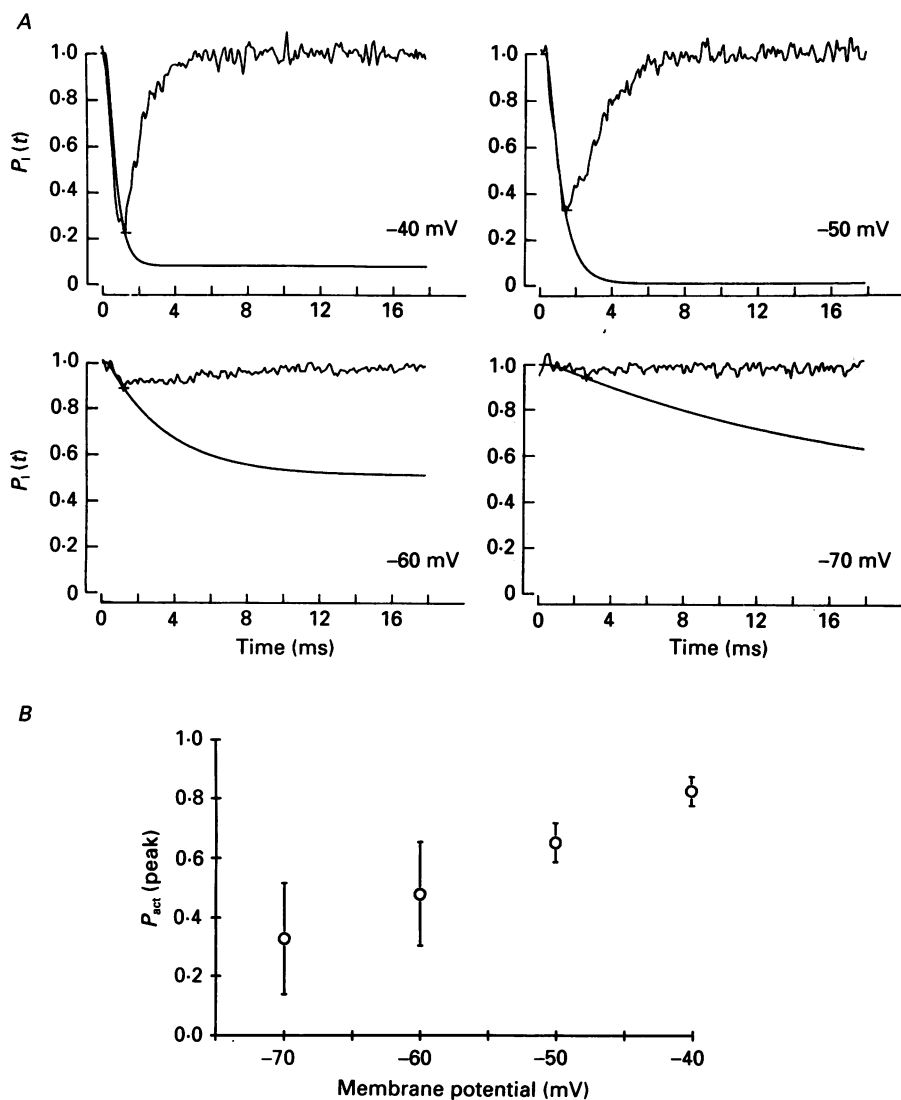 A
P₁(t)
1·0
0·8
0·6
0·4
0·2
0
–40 mV
0 4 8 12 16
1·0
0·8
0·6
0·4
0·2
0
–50 mV
0 4 8 12 16
P₁(t)
1·0
0·8
0·6
0·4
0·2
0
–60 mV
0 4 8 12 16
Time (ms)
1·0
0·8
0·6
0·4
0·2
0
–70 mV
0 4 8 12 16
Time (ms)
B
P_act (peak)
1·0
0·8
0·6
0·4
0·2
0·0
–70 –60 –50 –40
Membrane potential (mV)